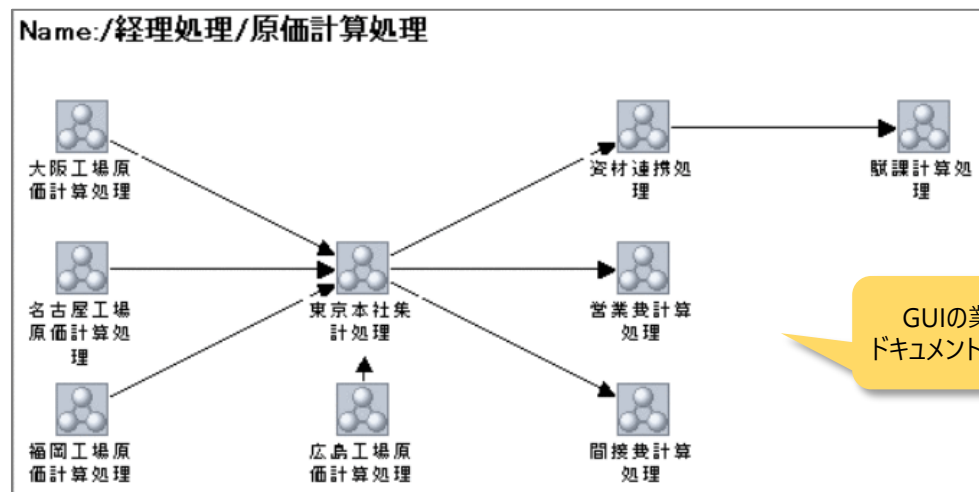 Name:/経理処理/原価計算処理
大阪工場原
価計算処理
資材連携処
理
賦課計算処
理
名古屋工場
原価計算処
理
東京本社集
計処理
営業費計算
処理
GUIの業
ドキュメント
福岡工場原
価計算処理
広島工場原
価計算処理
間接費計算
処理